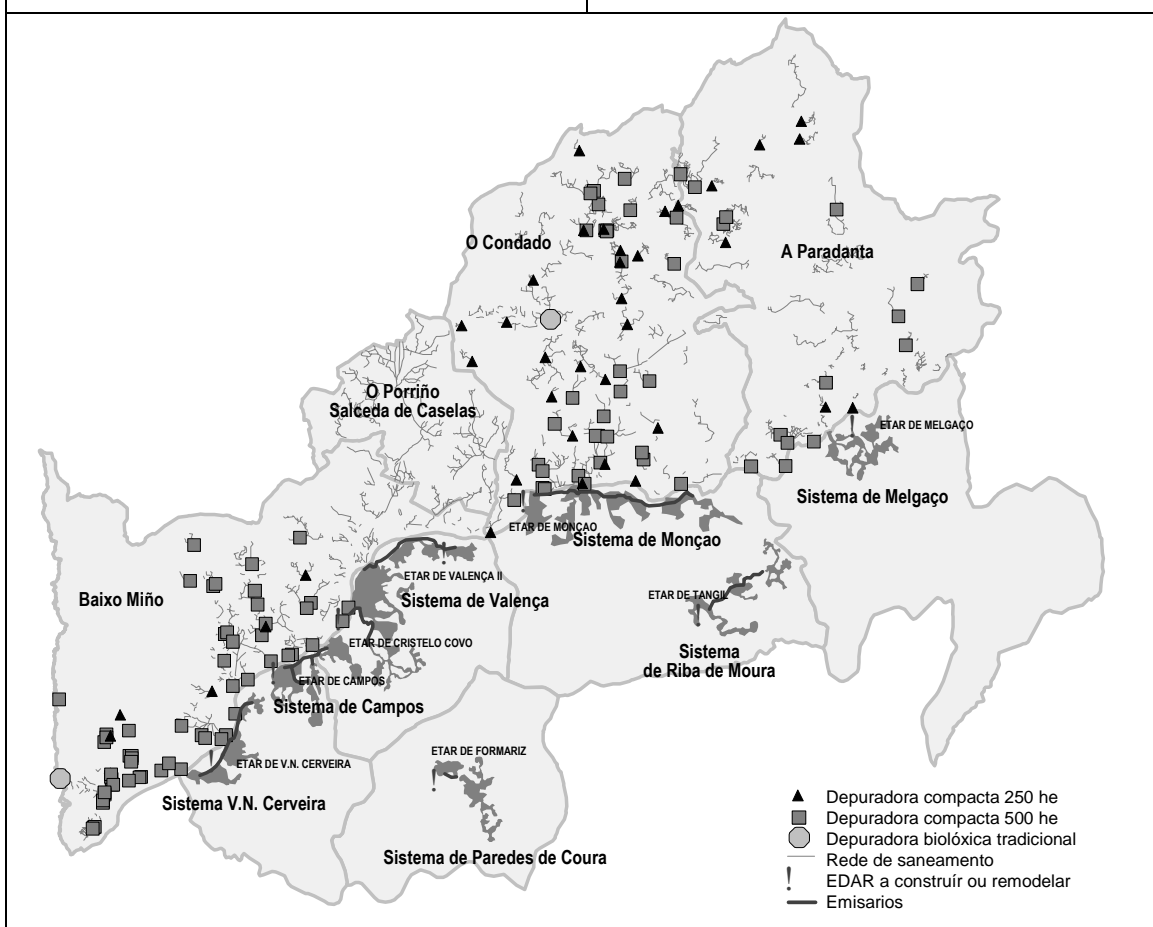 O Condado
A Paradanta
O Porriño
Salceda de Caselas
ETAR DE MELGAÇO
Sistema de Melgaço
ETAR DE MONÇAO
Sistema de Monçao
ETAR DE VALENÇA II
Baixo Miño
Sistema de Valença
ETAR DE TANGIL
ETAR DE CRISTELO COVO
Sistema
de Riba de Moura
ETAR DE CAMPOS
Sistema de Campos
ETAR DE FORMARIZ
ETAR DE V.N. CERVEIRA
Sistema V.N. Cerveira
Sistema de Paredes de Coura
Depuradora compacta 250 he
Depuradora compacta 500 he
Depuradora biolóxica tradicional
Rede de saneamento
EDAR a construír ou remodelar
Emisarios